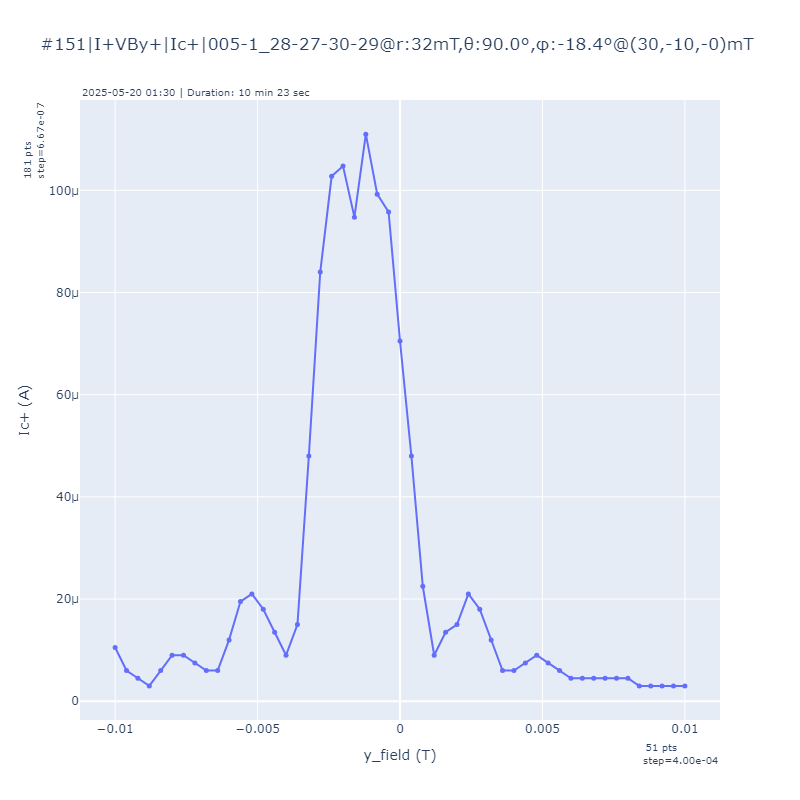 #151|I+VBy+|Ic+|005-1_28-27-30-29@r:32mT,θ:90.0°,φ:-18.4°@(30,-10,-0)mT
2025-05-20 01:30 | Duration: 10 min 23 sec
181 pts
step=6.67e-07
100μ
80μ
60μ
40μ
20μ
0
Ic+ (A)
−0.01
−0.005
0
0.005
0.01
y_field (T)
51 pts
step=4.00e-04